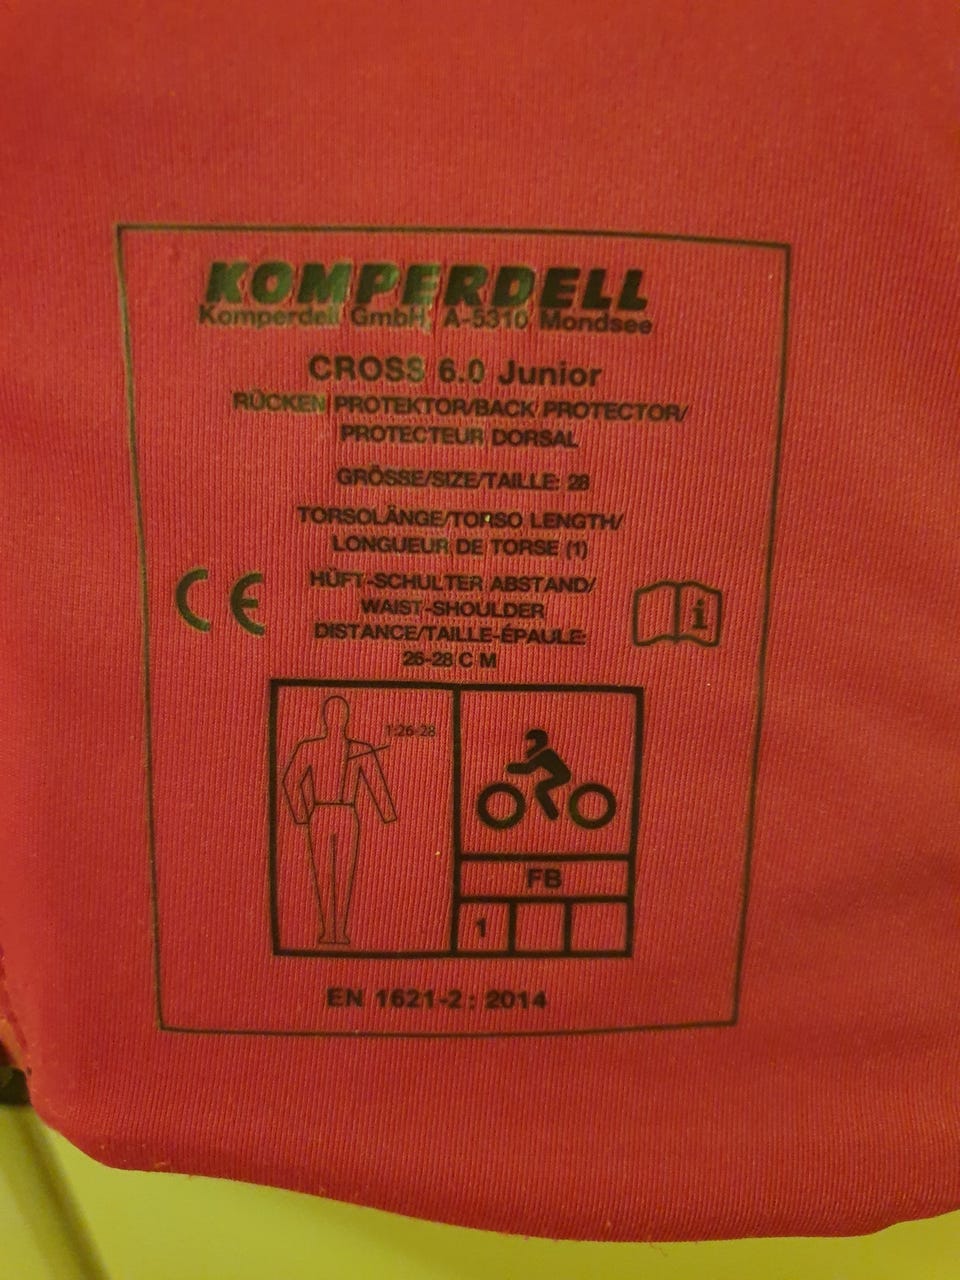 KOMPERDELL
Komperdell GmbH, A-5310 Mondsee
CROSS 6.0 Junior
RÜCKEN PROTEKTOR/BACK PROTECTOR/
PROTECTEUR DORSAL
GRÖSSE/SIZE/TAILLE: 28
TORSOLÄNGE/TORSO LENGTH/
LONGUEUR DE TORSE (1)
HÜFT-SCHULTER ABSTAND/
WAIST-SHOULDER
DISTANCE/TAILLE-ÉPAULE:
26-28 C M
CE
i
1:26-28
FB
1
EN 1621-2: 2014